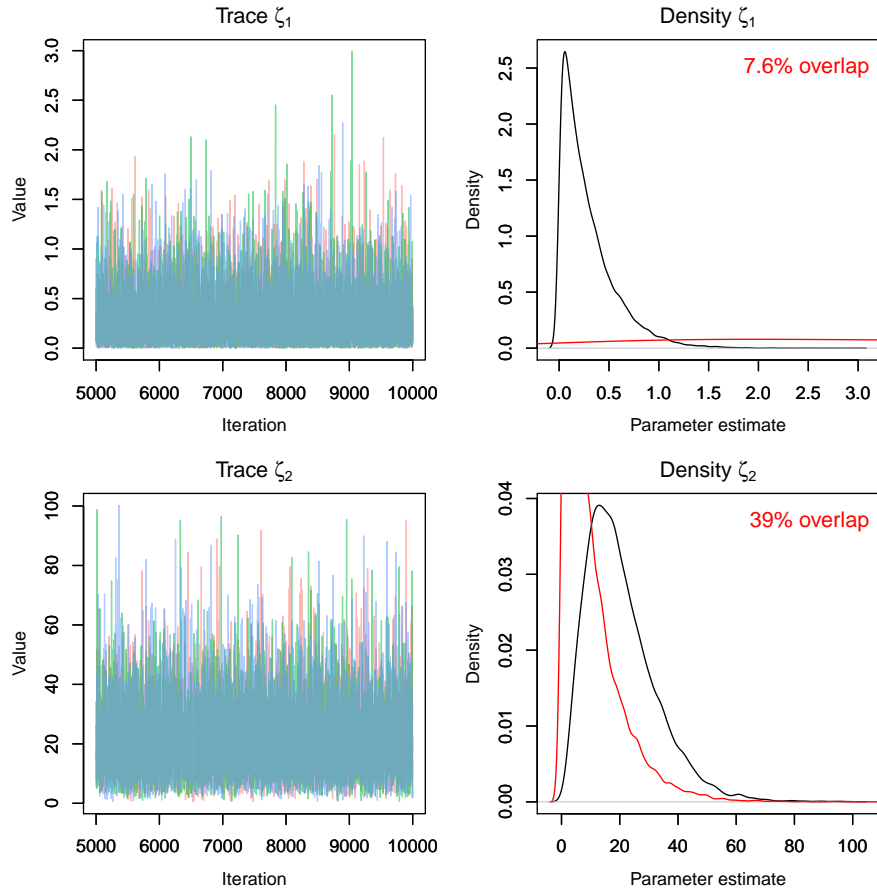 Trace ζ1
Value
0.0 0.5 1.0 1.5 2.0 2.5 3.0
5000 6000 7000 8000 9000 10000
Iteration
Density ζ1
7.6% overlap
Density
0.0 0.5 1.0 1.5 2.0 2.5
0.0 0.5 1.0 1.5 2.0 2.5 3.0
Parameter estimate
Trace ζ2
Value
0 20 40 60 80 100
5000 6000 7000 8000 9000 10000
Iteration
Density ζ2
39% overlap
Density
0.00 0.01 0.02 0.03 0.04
0 20 40 60 80 100
Parameter estimate